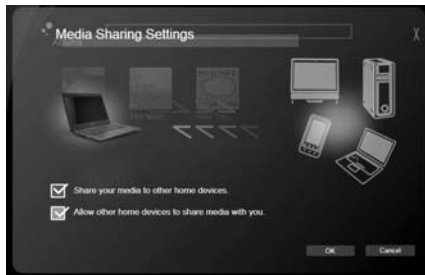 Media Sharing Settings
X
Share your media to other home devices.
Allow other home devices to share media with you.
OK
Cancel